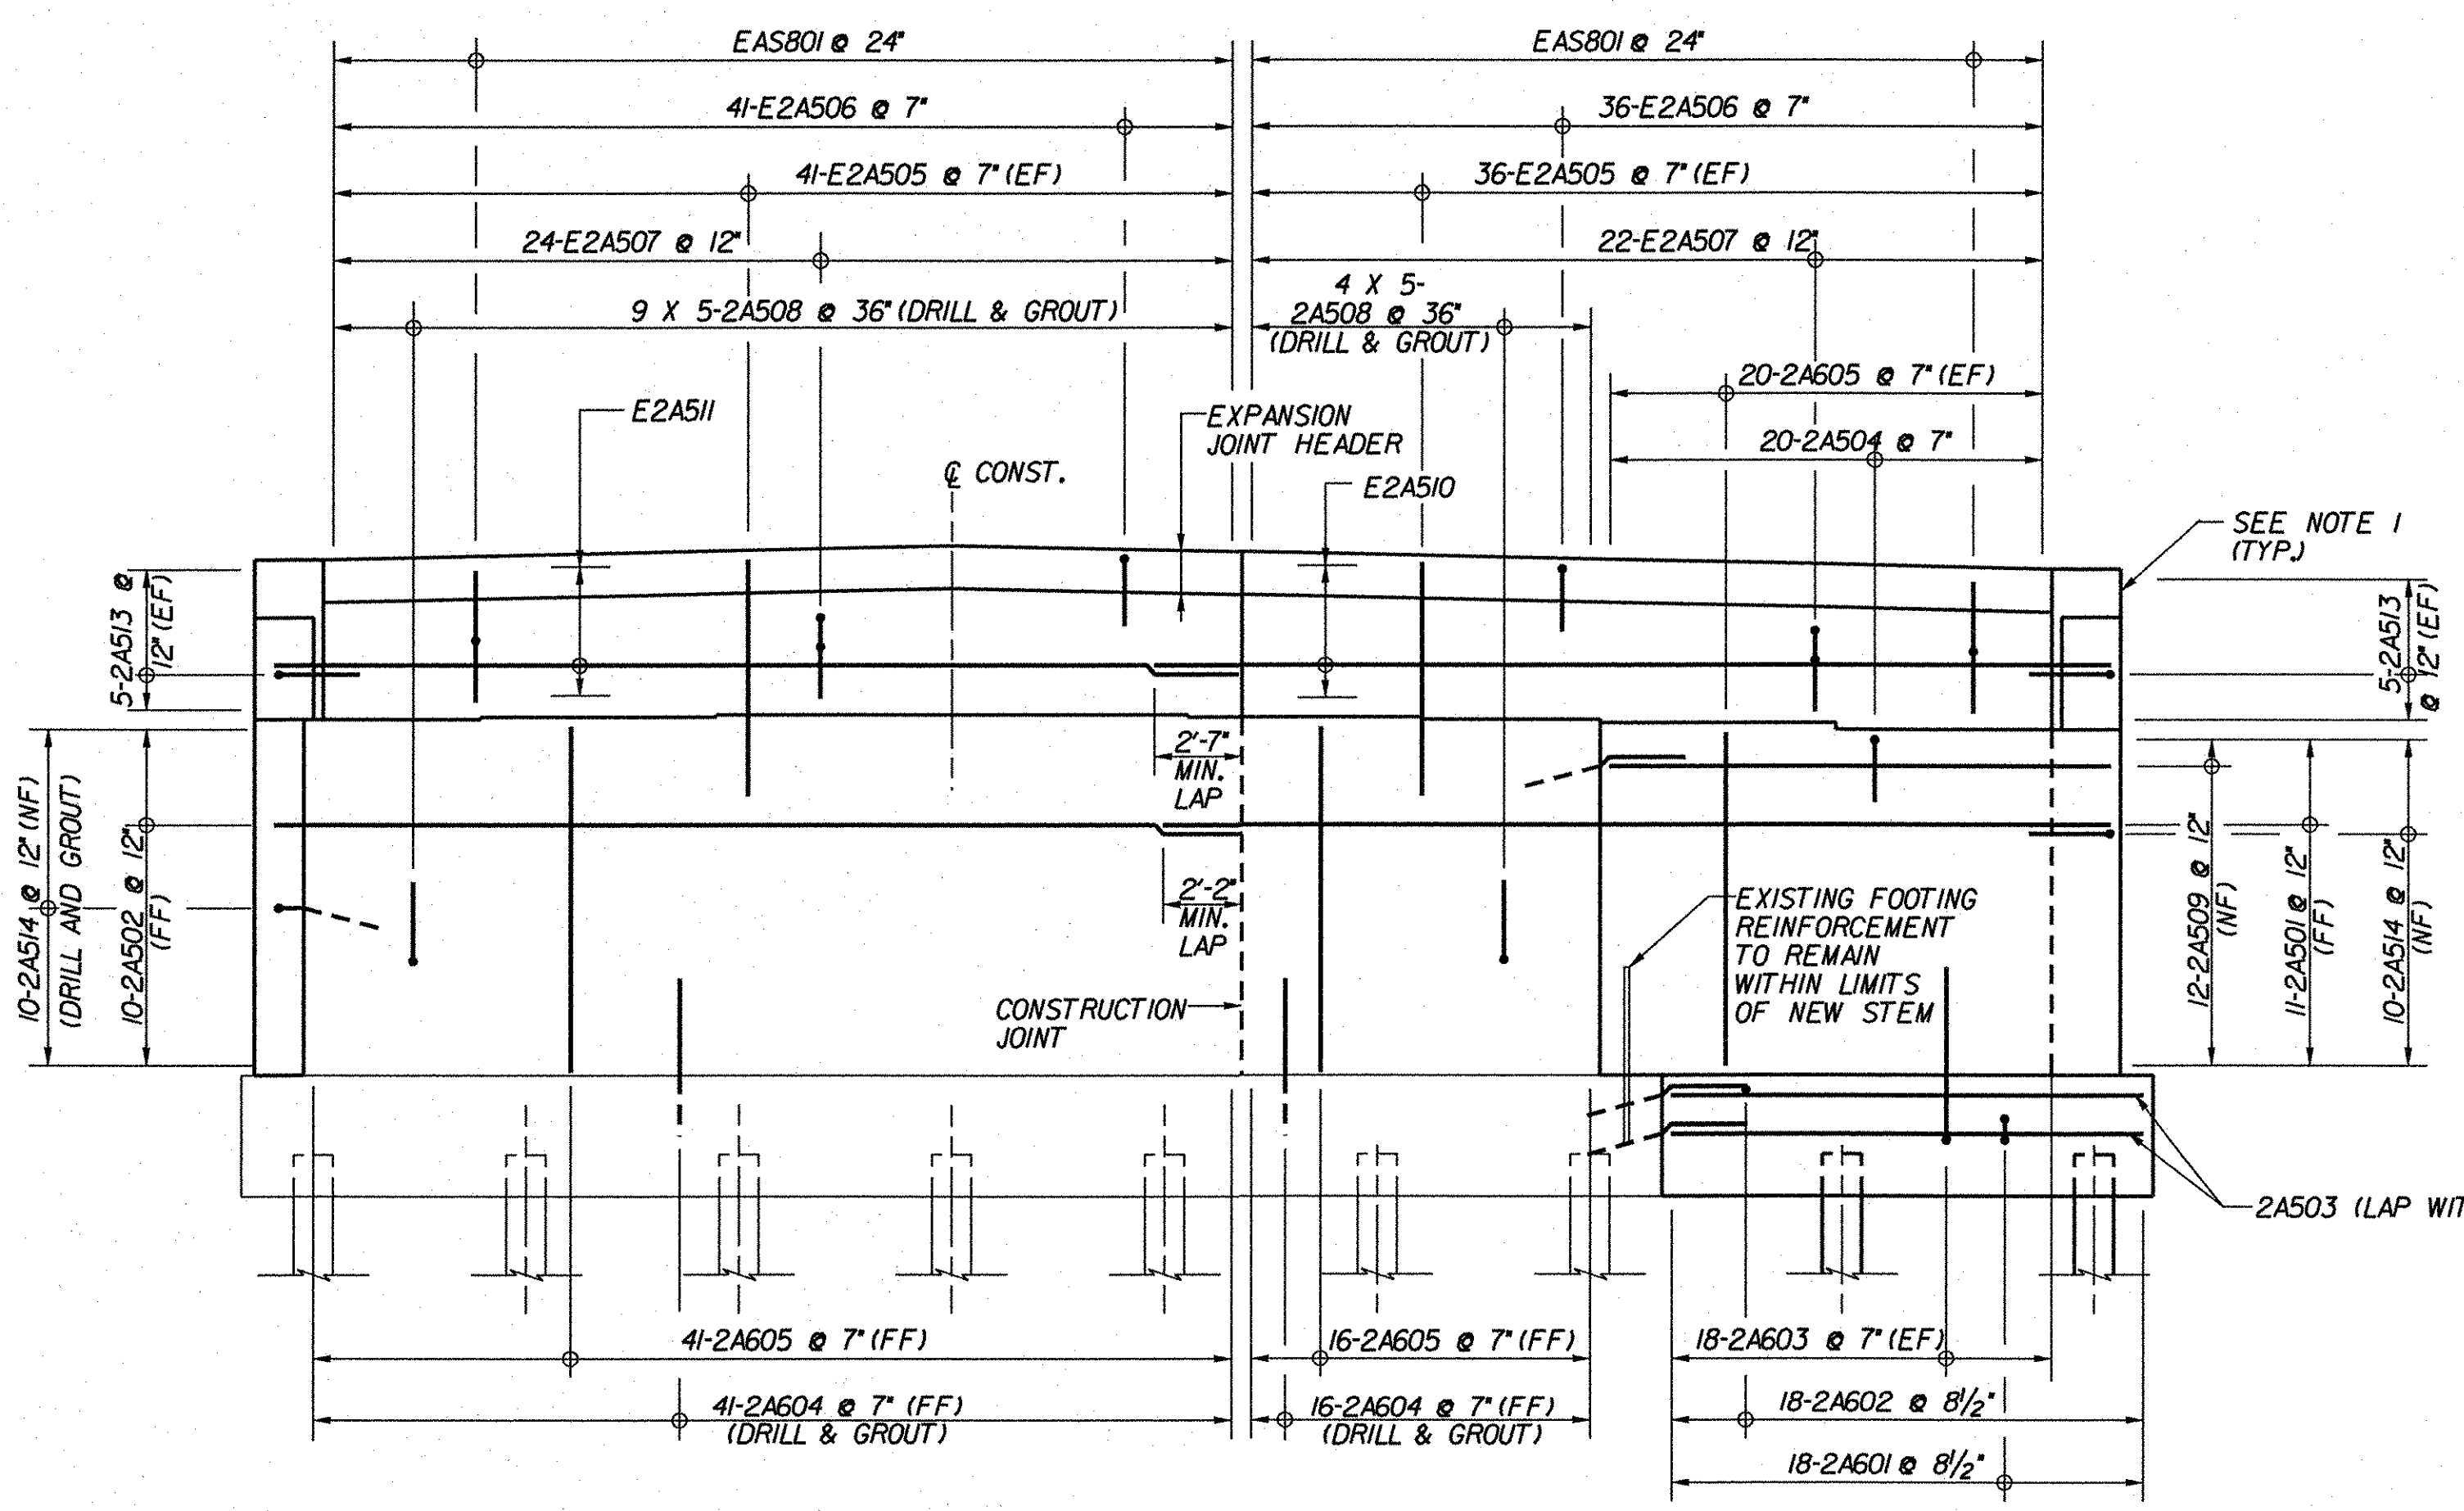 EAS801 @ 24"
EAS801 @ 24"
41-E2A506 @ 7"
36-E2A506 @ 7"
41-E2A505 @ 7" (EF)
36-E2A505 @ 7" (EF)
24-E2A507 @ 12"
22-E2A507 @ 12"
9 X 5-2A508 @ 36" (DRILL & GROUT)
4 X 5-
2A508 @ 36"
(DRILL & GROUT)
20-2A605 @ 7" (EF)
20-2A504 @ 7"
E2A511
EXPANSION
JOINT HEADER
℄ CONST.
E2A510
SEE NOTE 1
(TYP.)
5-2A513 @
12" (EF)
5-2A513
@ 12" (EF)
2'-7"
MIN.
LAP
2'-2"
MIN.
LAP
10-2A514 @ 12" (NF)
(DRILL AND GROUT)
10-2A502 @ 12"
(FF)
EXISTING FOOTING
REINFORCEMENT
TO REMAIN
WITHIN LIMITS
OF NEW STEM
CONSTRUCTION
JOINT
12-2A509 @ 12"
(NF)
11-2A501 @ 12"
(FF)
10-2A514 @ 12"
(NF)
2A503 (LAP WIT
41-2A605 @ 7" (FF)
16-2A605 @ 7" (FF)
18-2A603 @ 7" (EF)
41-2A604 @ 7" (FF)
(DRILL & GROUT)
16-2A604 @ 7" (FF)
(DRILL & GROUT)
18-2A602 @ 8½"
18-2A601 @ 8½"